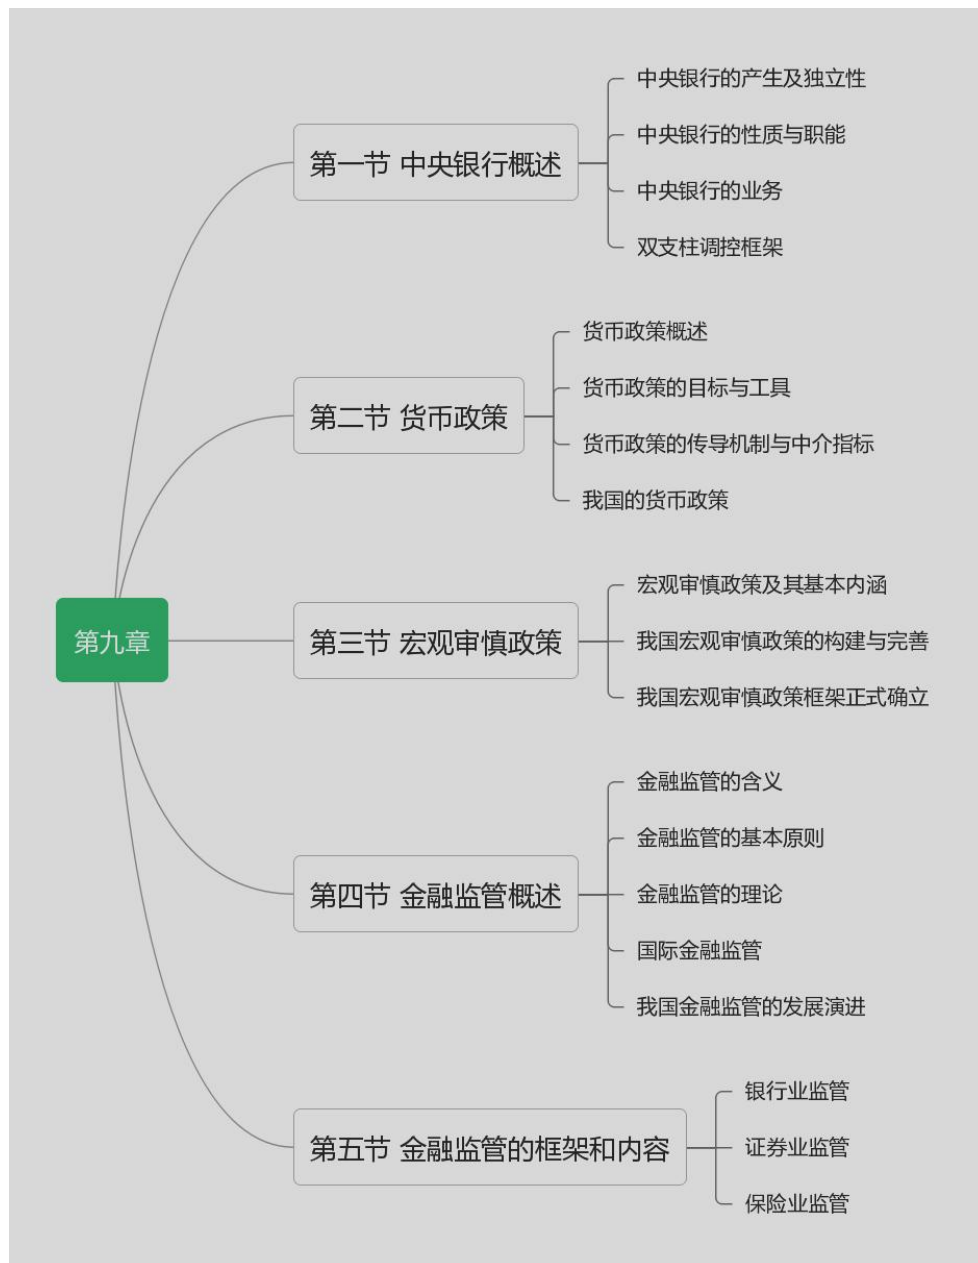 第九章
第一节 中央银行概述
中央银行的产生及独立性
中央银行的性质与职能
中央银行的业务
双支柱调控框架
第二节 货币政策
货币政策概述
货币政策的目标与工具
货币政策的传导机制与中介指标
我国的货币政策
第三节 宏观审慎政策
宏观审慎政策及其基本内涵
我国宏观审慎政策的构建与完善
我国宏观审慎政策框架正式确立
第四节 金融监管概述
金融监管的含义
金融监管的基本原则
金融监管的理论
国际金融监管
我国金融监管的发展演进
第五节 金融监管的框架和内容
银行业监管
证券业监管
保险业监管